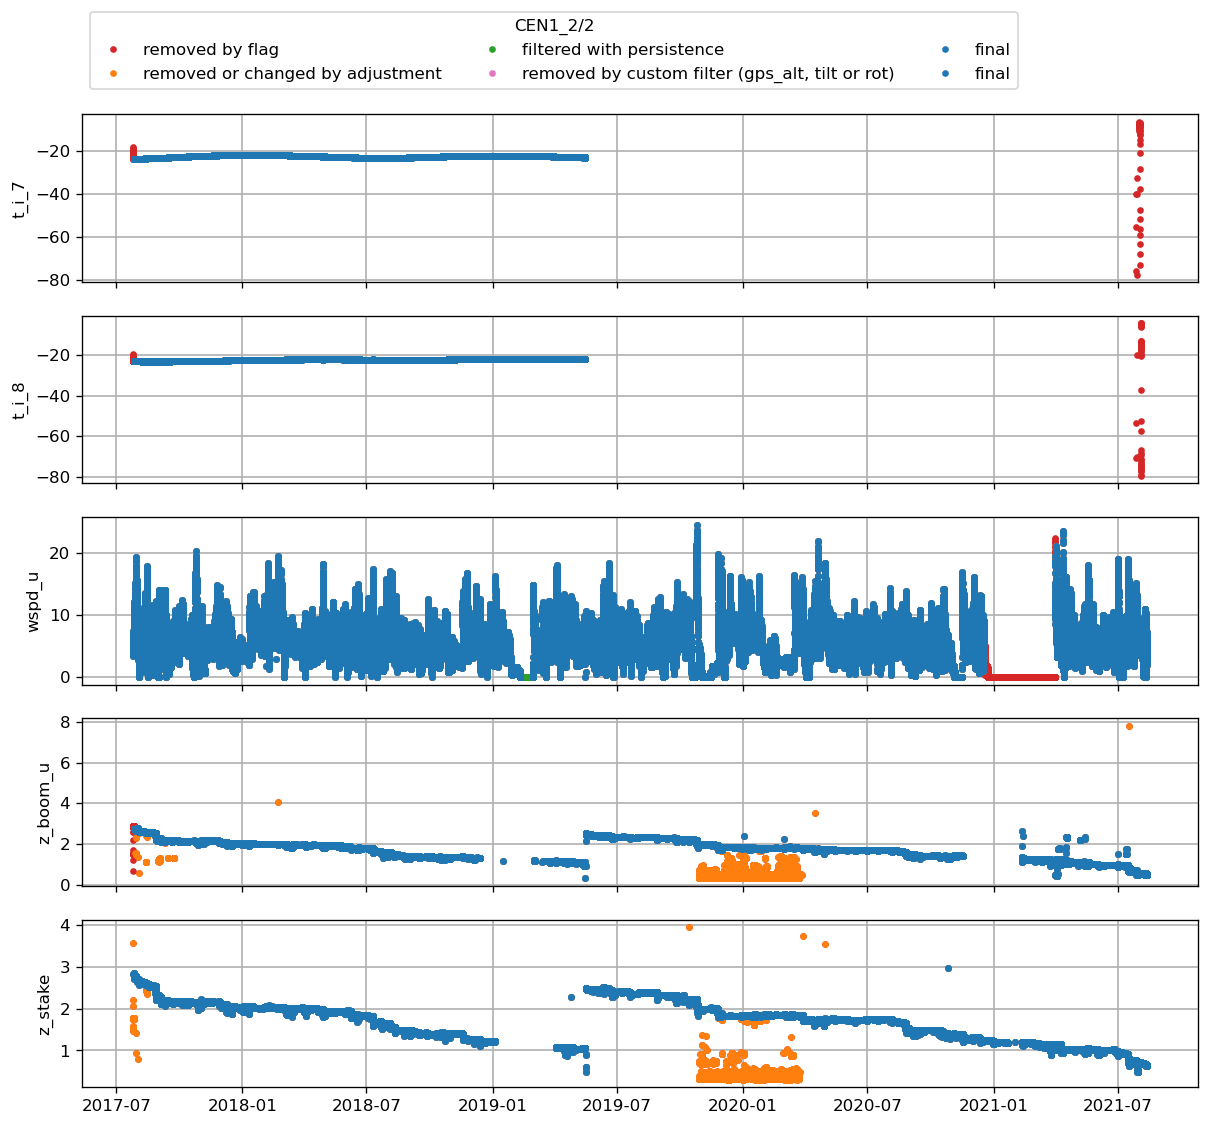 CEN1_2/2
removed by flag
filtered with persistence
final
removed or changed by adjustment
removed by custom filter (gps_alt, tilt or rot)
final
t_i_7
−20
−40
−60
−80
t_i_8
−20
−40
−60
−80
wspd_u
20
10
0
z_boom_u
8
6
4
2
0
z_stake
4
3
2
1
2017-07
2018-01
2018-07
2019-01
2019-07
2020-01
2020-07
2021-01
2021-07